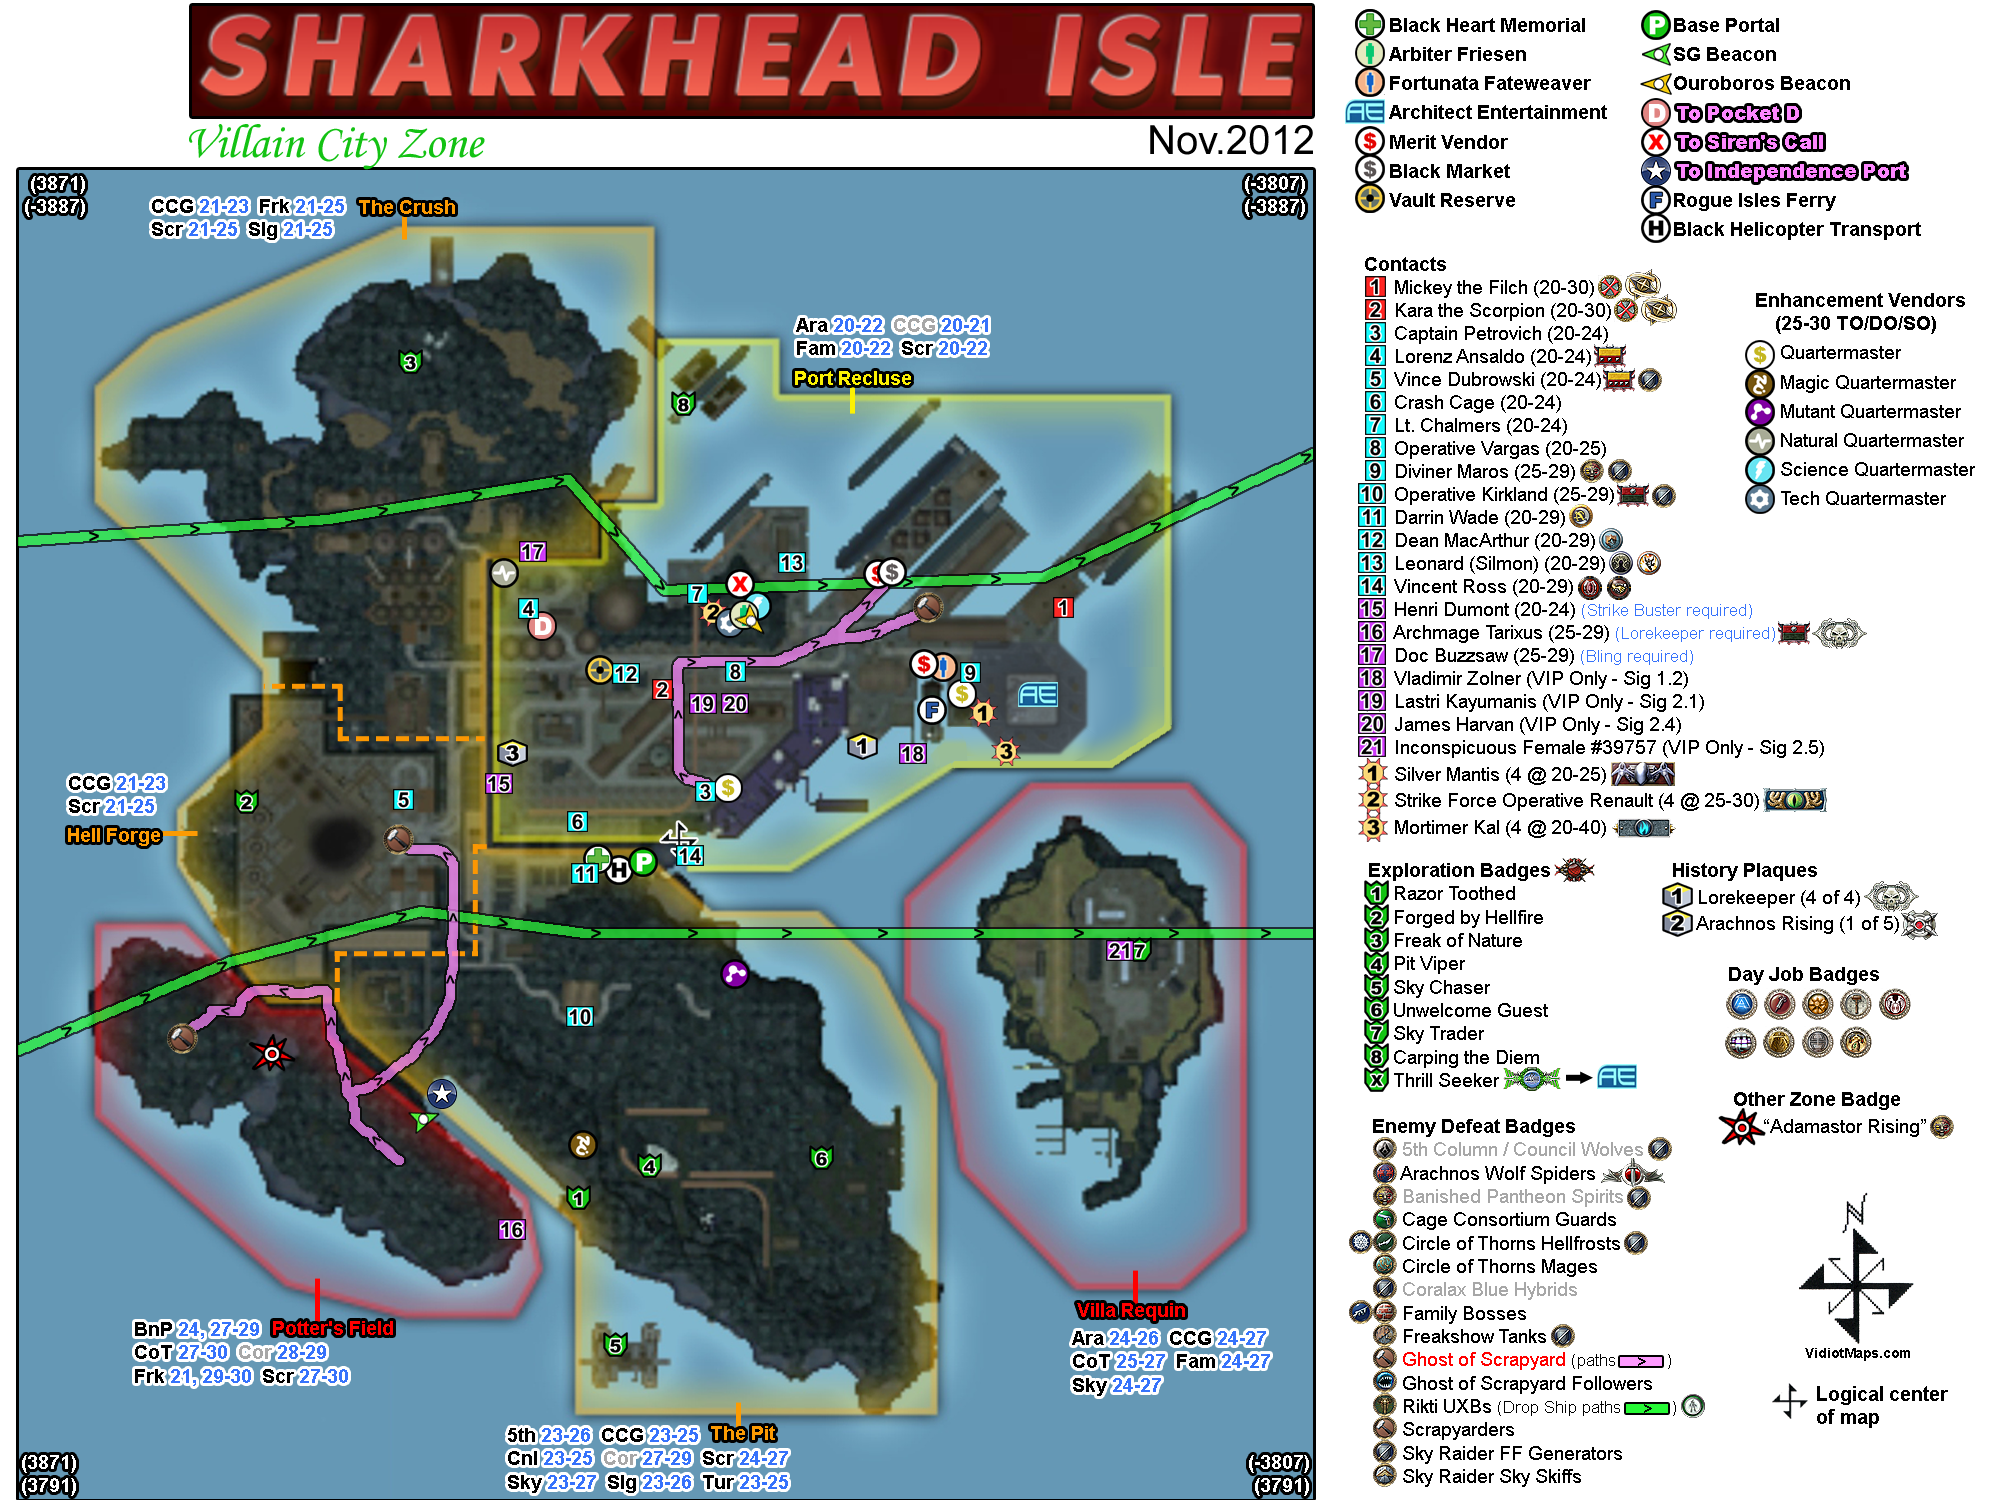 SHARKHEAD ISLE
Villain City Zone
Nov.2012
(3871)
(-3887)
(-3807)
(-3887)
CCG 21-23 Frk 21-25 The Crush
Scr 21-25 Slg 21-25
3
Ara 20-22 CCG 20-21
Fam 20-22 Scr 20-22
Port Recluse
8
17
13
X
$ $
7
2
4
D
1
12
8
$
9
2
19 20
$
F
1
AE
3
1
18
3
15
CCG 21-23
Scr 21-25
Hell Forge
2
5
3 $
6
14
11 H P
217
10
4
6
1
16
5
BnP 24, 27-29 Potter's Field
CoT 27-30 Cor 28-29
Frk 21, 29-30 Scr 27-30
Villa Requin
Ara 24-26 CCG 24-27
CoT 25-27 Fam 24-27
Sky 24-27
5th 23-26 CCG 23-25 The Pit
Cnl 23-25 Cor 27-29 Scr 24-27
Sky 23-27 Slg 23-26 Tur 23-25
(3871)
(3791)
(-3807)
(3791)
Black Heart Memorial
Arbiter Friesen
Fortunata Fateweaver
AE Architect Entertainment
$ Merit Vendor
$ Black Market
Vault Reserve
P Base Portal
SG Beacon
Ouroboros Beacon
D To Pocket D
X To Siren's Call
To Independence Port
F Rogue Isles Ferry
H Black Helicopter Transport
Contacts
1 Mickey the Filch (20-30)
2 Kara the Scorpion (20-30)
3 Captain Petrovich (20-24)
4 Lorenz Ansaldo (20-24)
5 Vince Dubrowski (20-24)
6 Crash Cage (20-24)
7 Lt. Chalmers (20-24)
8 Operative Vargas (20-25)
9 Diviner Maros (25-29)
10 Operative Kirkland (25-29)
11 Darrin Wade (20-29)
12 Dean MacArthur (20-29)
13 Leonard (Silmon) (20-29)
14 Vincent Ross (20-29)
15 Henri Dumont (20-24) (Strike Buster required)
16 Archmage Tarixus (25-29) (Lorekeeper required)
17 Doc Buzzsaw (25-29) (Bling required)
18 Vladimir Zolner (VIP Only - Sig 1.2)
19 Lastri Kayumanis (VIP Only - Sig 2.1)
20 James Harvan (VIP Only - Sig 2.4)
21 Inconspicuous Female #39757 (VIP Only - Sig 2.5)
1 Silver Mantis (4 @ 20-25)
2 Strike Force Operative Renault (4 @ 25-30)
3 Mortimer Kal (4 @ 20-40)
Enhancement Vendors
(25-30 TO/DO/SO)
$ Quartermaster
Magic Quartermaster
Mutant Quartermaster
Natural Quartermaster
Science Quartermaster
Tech Quartermaster
Exploration Badges
1 Razor Toothed
2 Forged by Hellfire
3 Freak of Nature
4 Pit Viper
5 Sky Chaser
6 Unwelcome Guest
7 Sky Trader
8 Carping the Diem
X Thrill Seeker AE
History Plaques
1 Lorekeeper (4 of 4)
2 Arachnos Rising (1 of 5)
Day Job Badges
Other Zone Badge
"Adamastor Rising"
Enemy Defeat Badges
5th Column / Council Wolves
Arachnos Wolf Spiders
Banished Pantheon Spirits
Cage Consortium Guards
Circle of Thorns Hellfrosts
Circle of Thorns Mages
Coralax Blue Hybrids
Family Bosses
Freakshow Tanks
Ghost of Scrapyard (paths > )
Ghost of Scrapyard Followers
Rikti UXBs (Drop Ship paths > )
Scrapyarders
Sky Raider FF Generators
Sky Raider Sky Skiffs
N
VidiotMaps.com
Logical center
of map